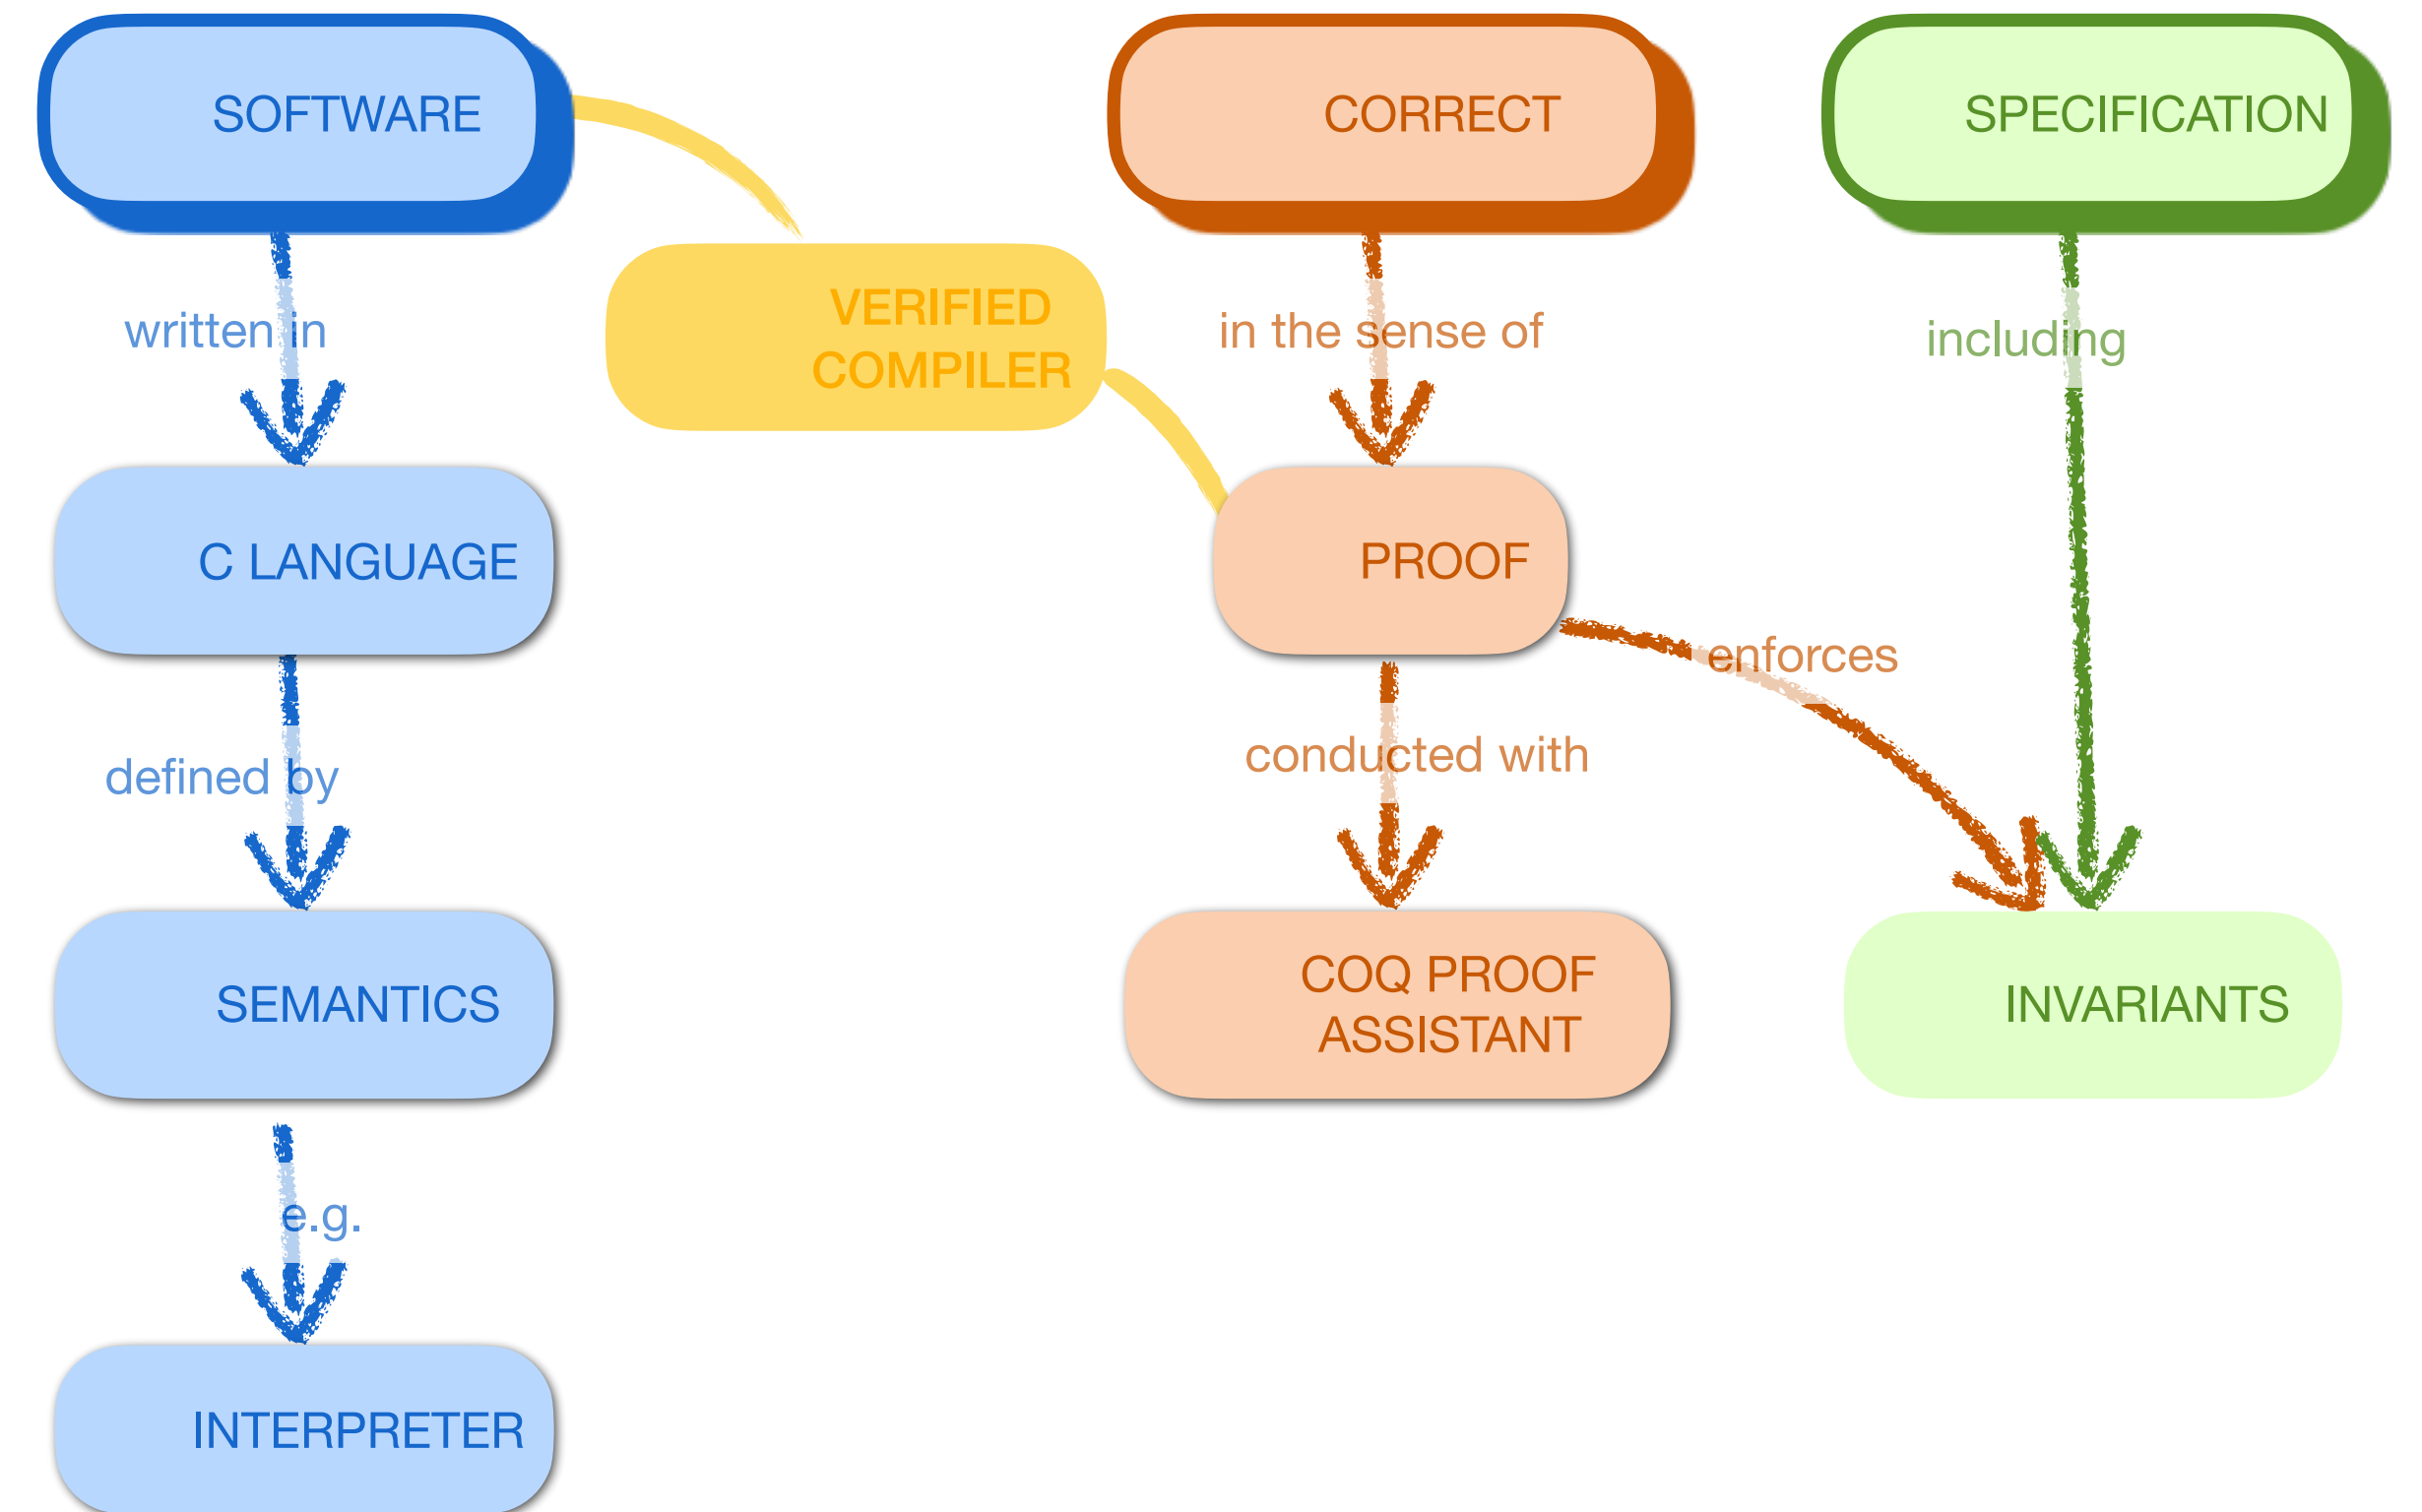 SOFTWARE
CORRECT
SPECIFICATION
written in
VERIFIED
COMPILER
in the sense of
including
C LANGUAGE
PROOF
enforces
defined by
conducted with
SEMANTICS
COQ PROOF
ASSISTANT
INVARIANTS
e.g.
INTERPRETER